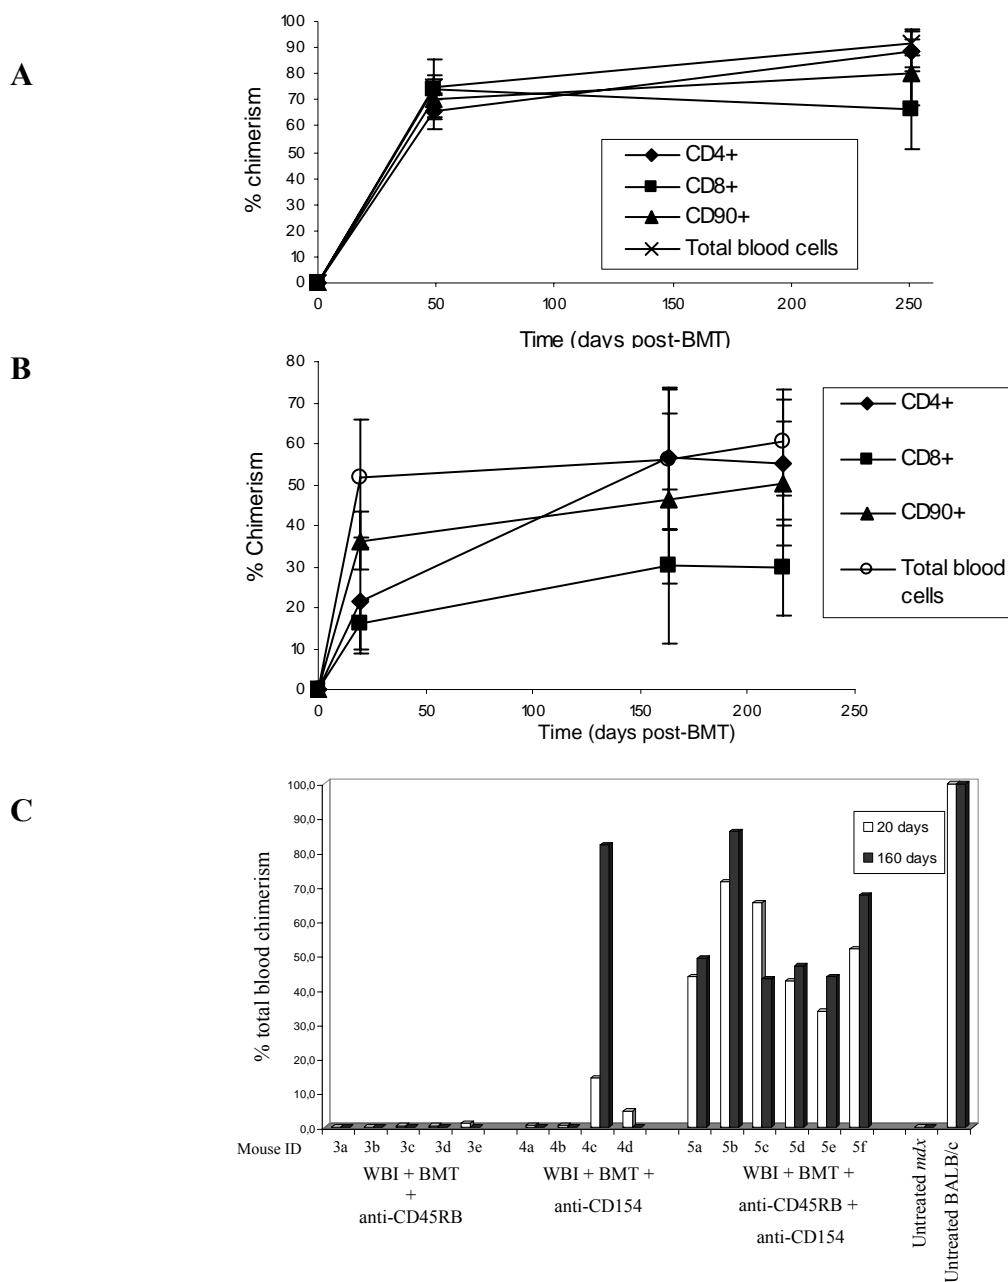 A
% chimerism
100
90
80
70
60
50
40
30
20
10
0
0 50 100 150 200 250
Time (days post-BMT)
CD4+
CD8+
CD90+
Total blood cells
B
% Chimerism
80
70
60
50
40
30
20
10
0
0 50 100 150 200 250
Time (days post-BMT)
CD4+
CD8+
CD90+
Total blood
cells
C
% total blood chimerism
100,0
90,0
80,0
70,0
60,0
50,0
40,0
30,0
20,0
10,0
0,0
20 days
160 days
Mouse ID 3a 3b 3c 3d 3e 4a 4b 4c 4d 5a 5b 5c 5d 5e 5f
WBI + BMT
+
anti-CD45RB
WBI + BMT +
anti-CD154
WBI + BMT +
anti-CD45RB +
anti-CD154
Untreated mdx
Untreated BALB/c